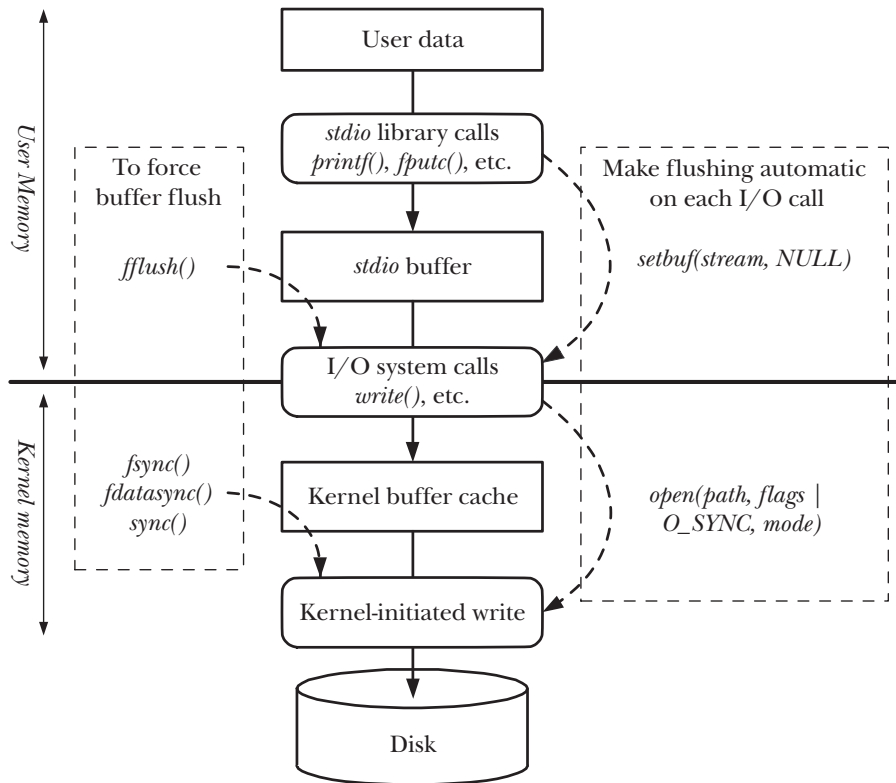 User data
User Memory
stdio library calls
printf(), fputc(), etc.
To force
buffer flush
fflush()
stdio buffer
Make flushing automatic
on each I/O call
setbuf(stream, NULL)
I/O system calls
write(), etc.
Kernel memory
fsync()
fdatasync()
sync()
Kernel buffer cache
open(path, flags |
O_SYNC, mode)
Kernel-initiated write
Disk